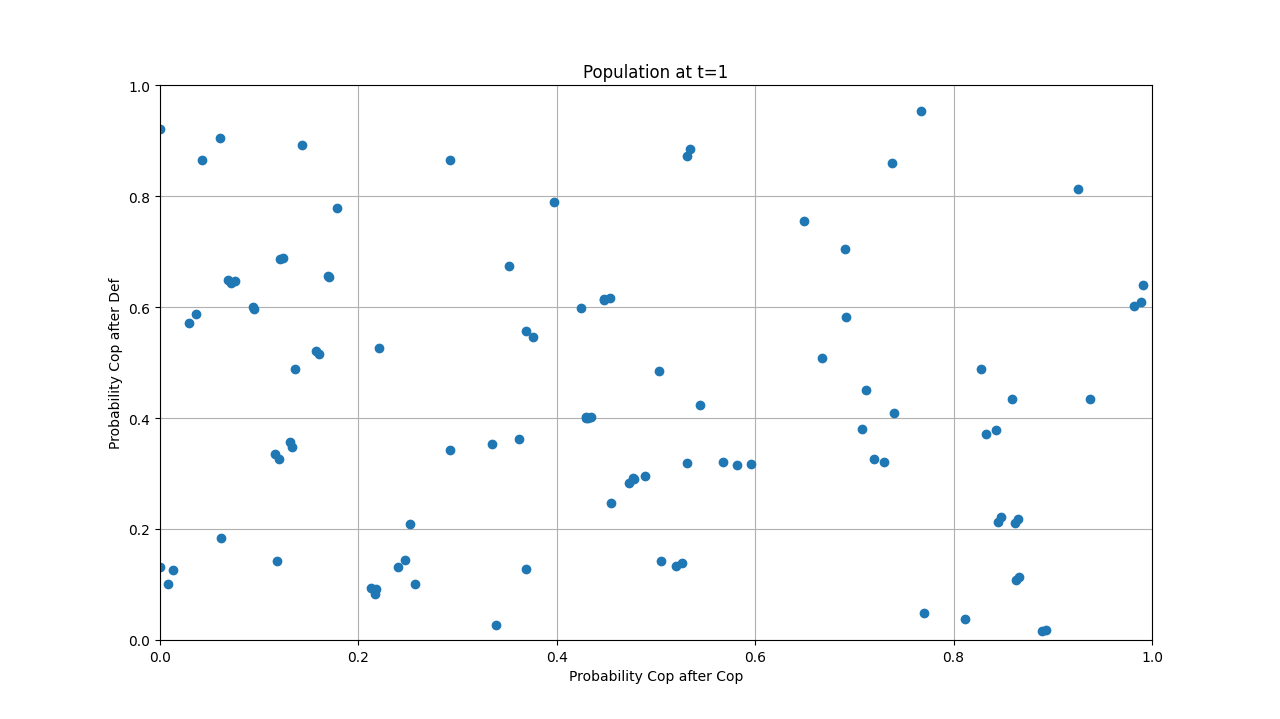 Population at t=1
1.0
0.8
0.6
0.4
0.2
0.0
Probability Cop after Def
0.0 0.2 0.4 0.6 0.8 1.0
Probability Cop after Cop